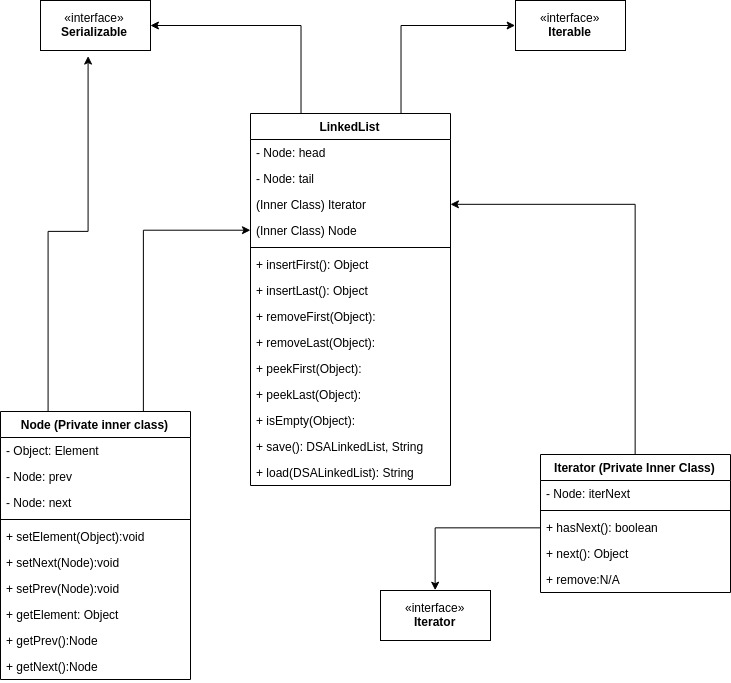 «interface»
Serializable
«interface»
Iterable
LinkedList
- Node: head
- Node: tail
(Inner Class) Iterator
(Inner Class) Node
+ insertFirst(): Object
+ insertLast(): Object
+ removeFirst(Object):
+ removeLast(Object):
+ peekFirst(Object):
+ peekLast(Object):
+ isEmpty(Object):
+ save(): DSALinkedList, String
+ load(DSALinkedList): String
Node (Private inner class)
- Object: Element
- Node: prev
- Node: next
+ setElement(Object):void
+ setNext(Node):void
+ setPrev(Node):void
+ getElement: Object
+ getPrev():Node
+ getNext():Node
Iterator (Private Inner Class)
- Node: iterNext
+ hasNext(): boolean
+ next(): Object
+ remove:N/A
«interface»
Iterator